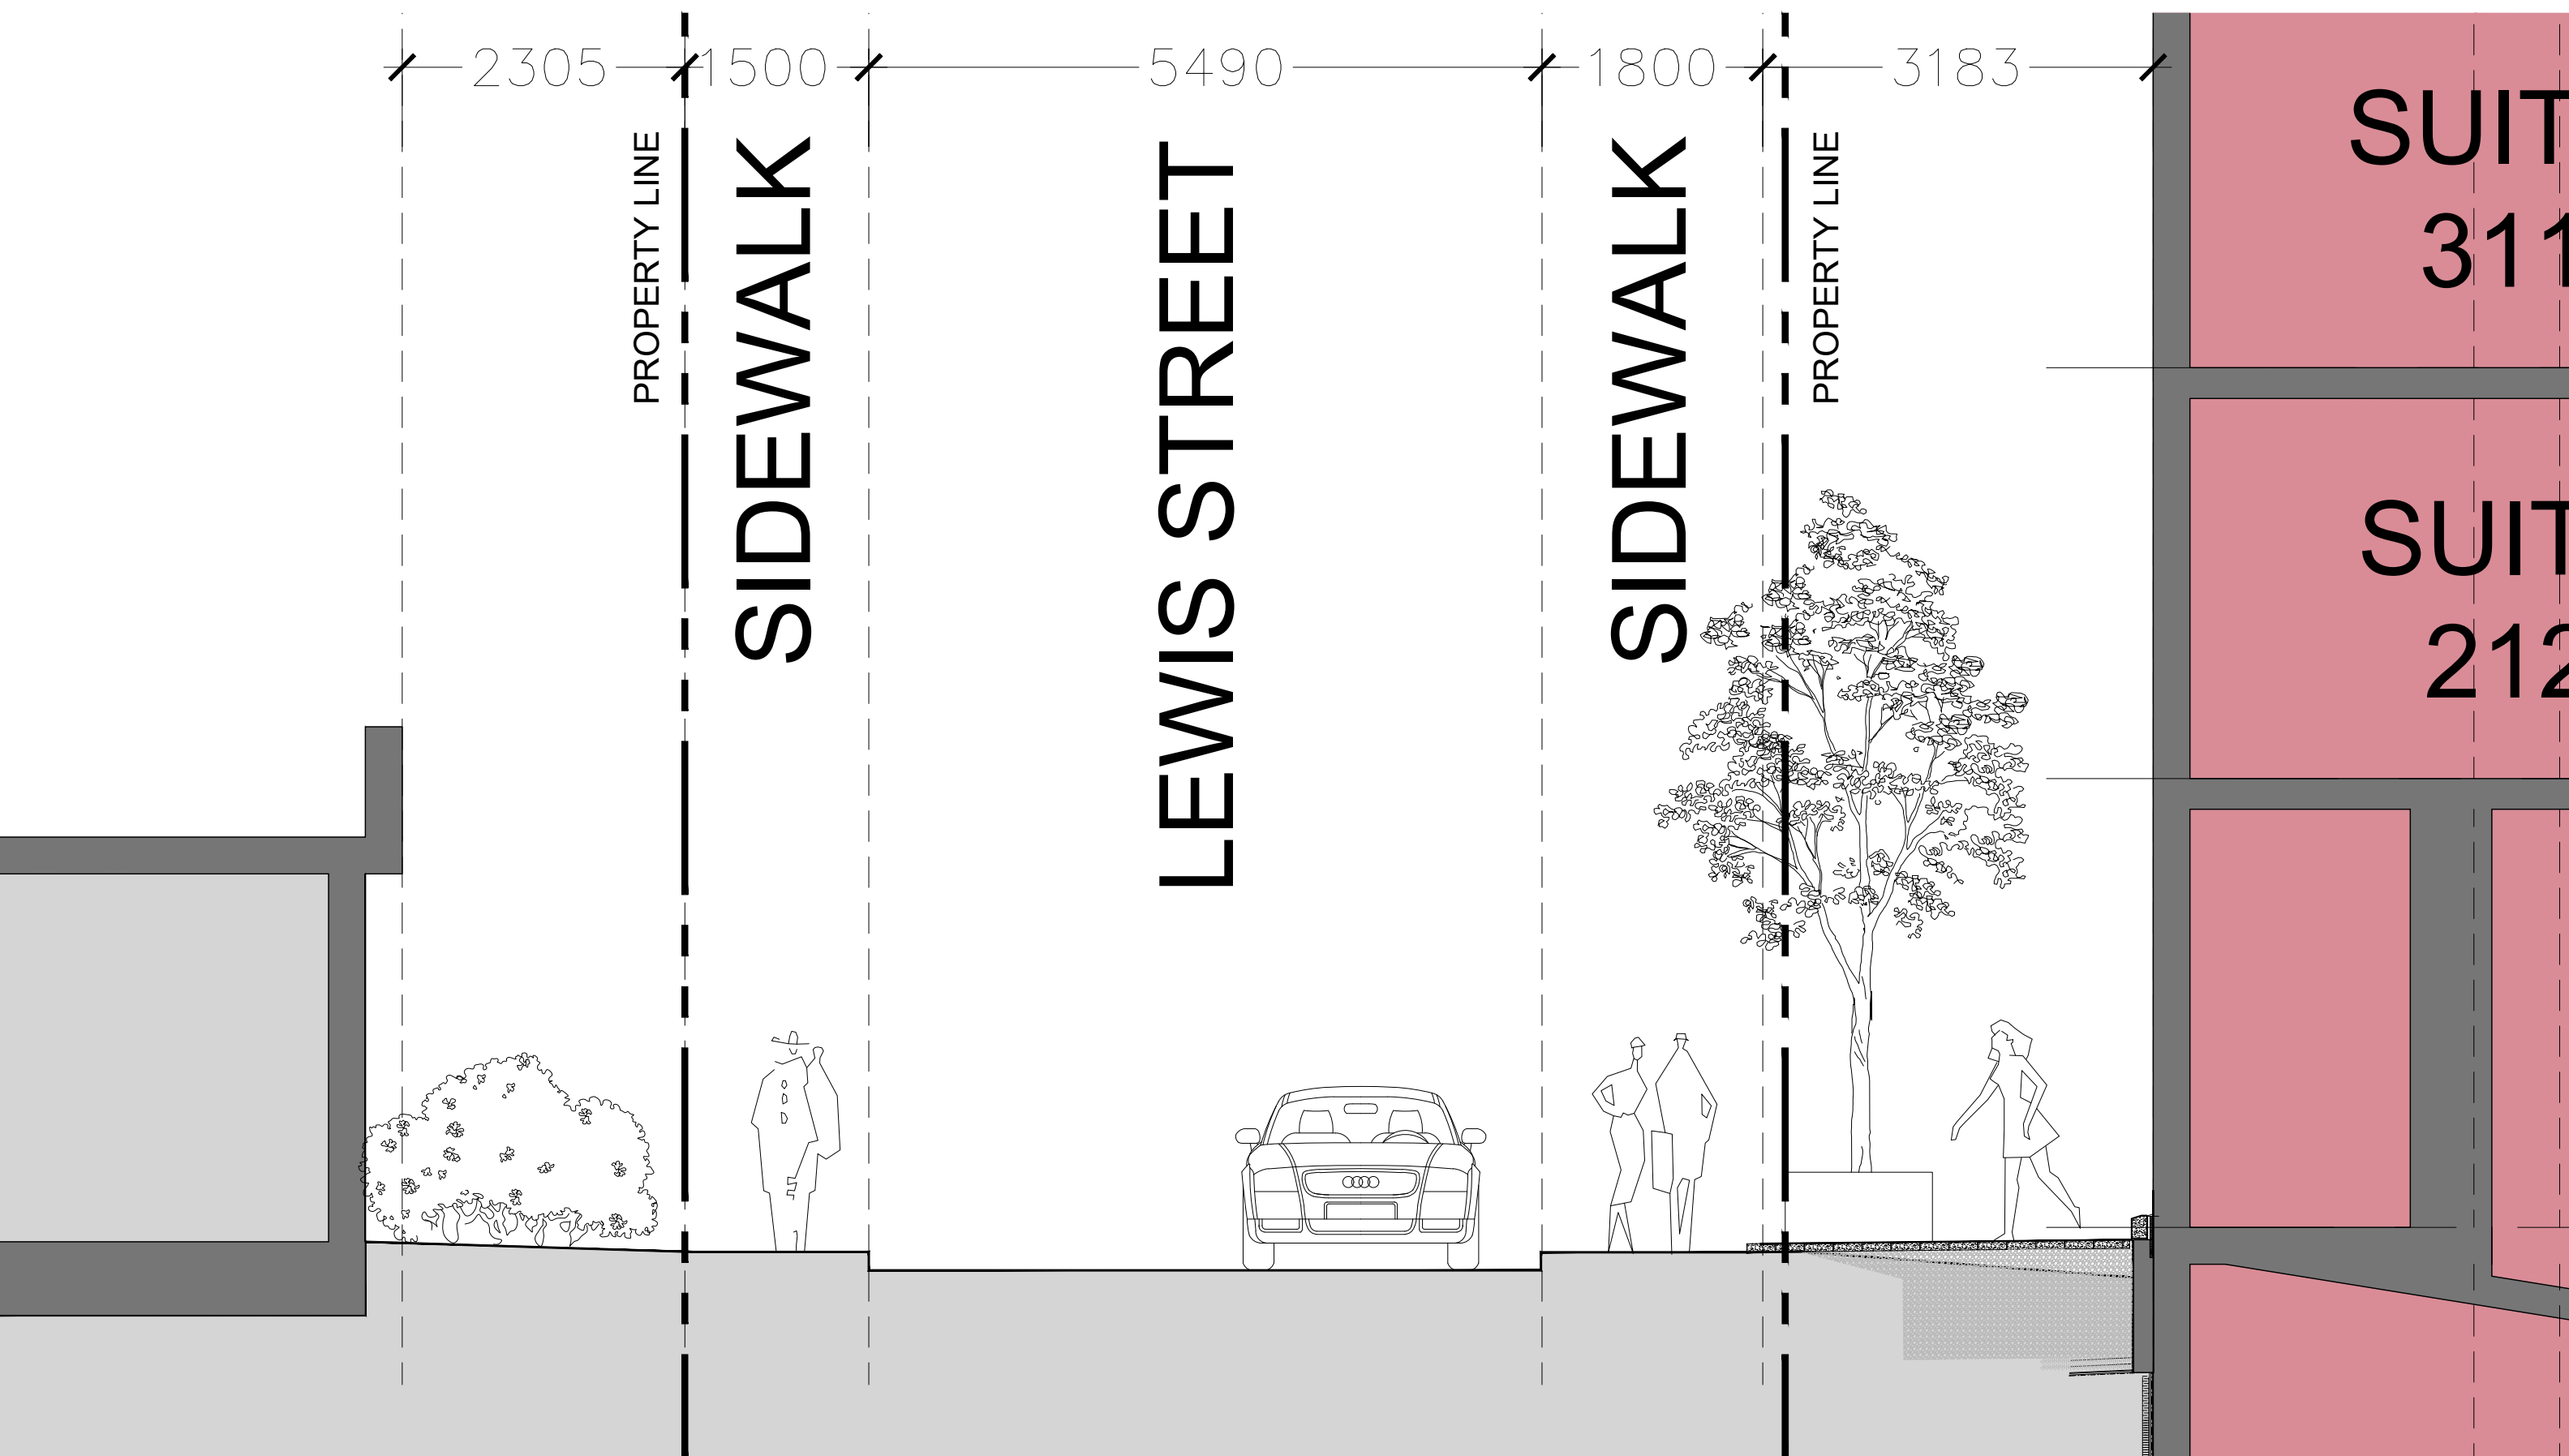 2305
1500
5490
1800
3183
PROPERTY LINE
SIDEWALK
LEWIS STREET
SIDEWALK
PROPERTY LINE
SUIT
311
SUIT
212